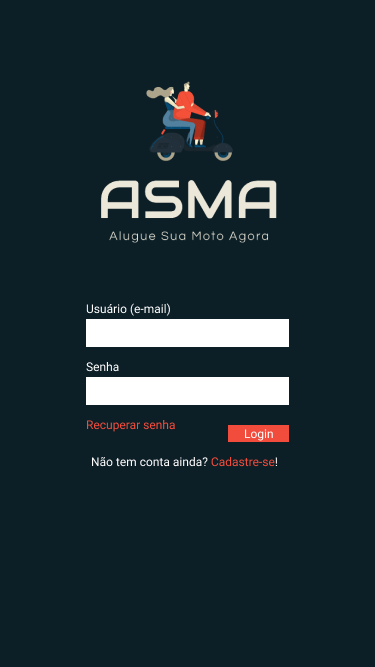 ASMA
Alugue Sua Moto Agora
Usuário (e-mail)
Senha
Recuperar senha
Login
Não tem conta ainda? Cadastre-se!